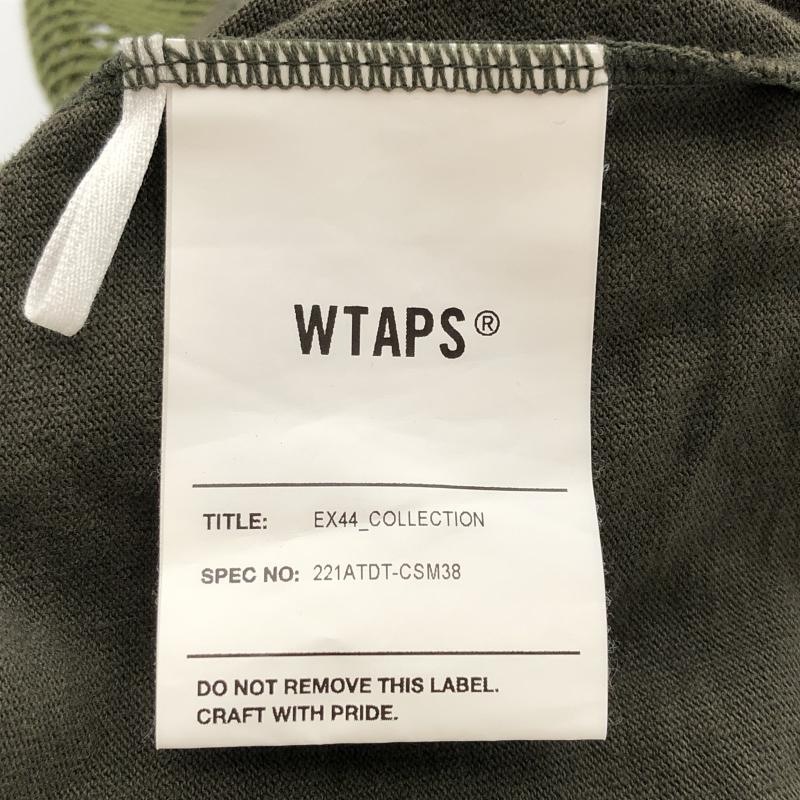 WTAPS®
TITLE: EX44_COLLECTION
SPEC NO: 221ATDT-CSM38
DO NOT REMOVE THIS LABEL.
CRAFT WITH PRIDE.